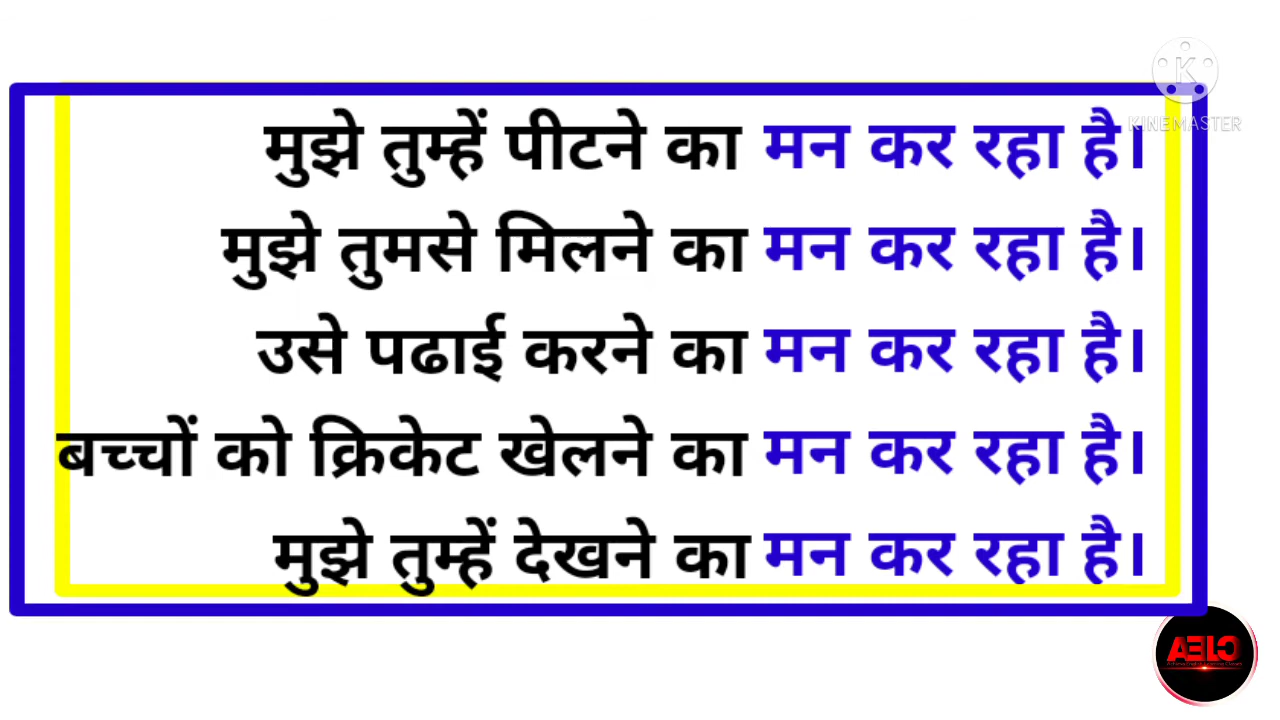 KINEMASTER
मुझे तुम्हें पीटने का मन कर रहा है।
मुझे तुमसे मिलने का मन कर रहा है।
उसे पढाई करने का मन कर रहा है।
बच्चों को क्रिकेट खेलने का मन कर रहा है।
मुझे तुम्हें देखने का मन कर रहा है।
AELC